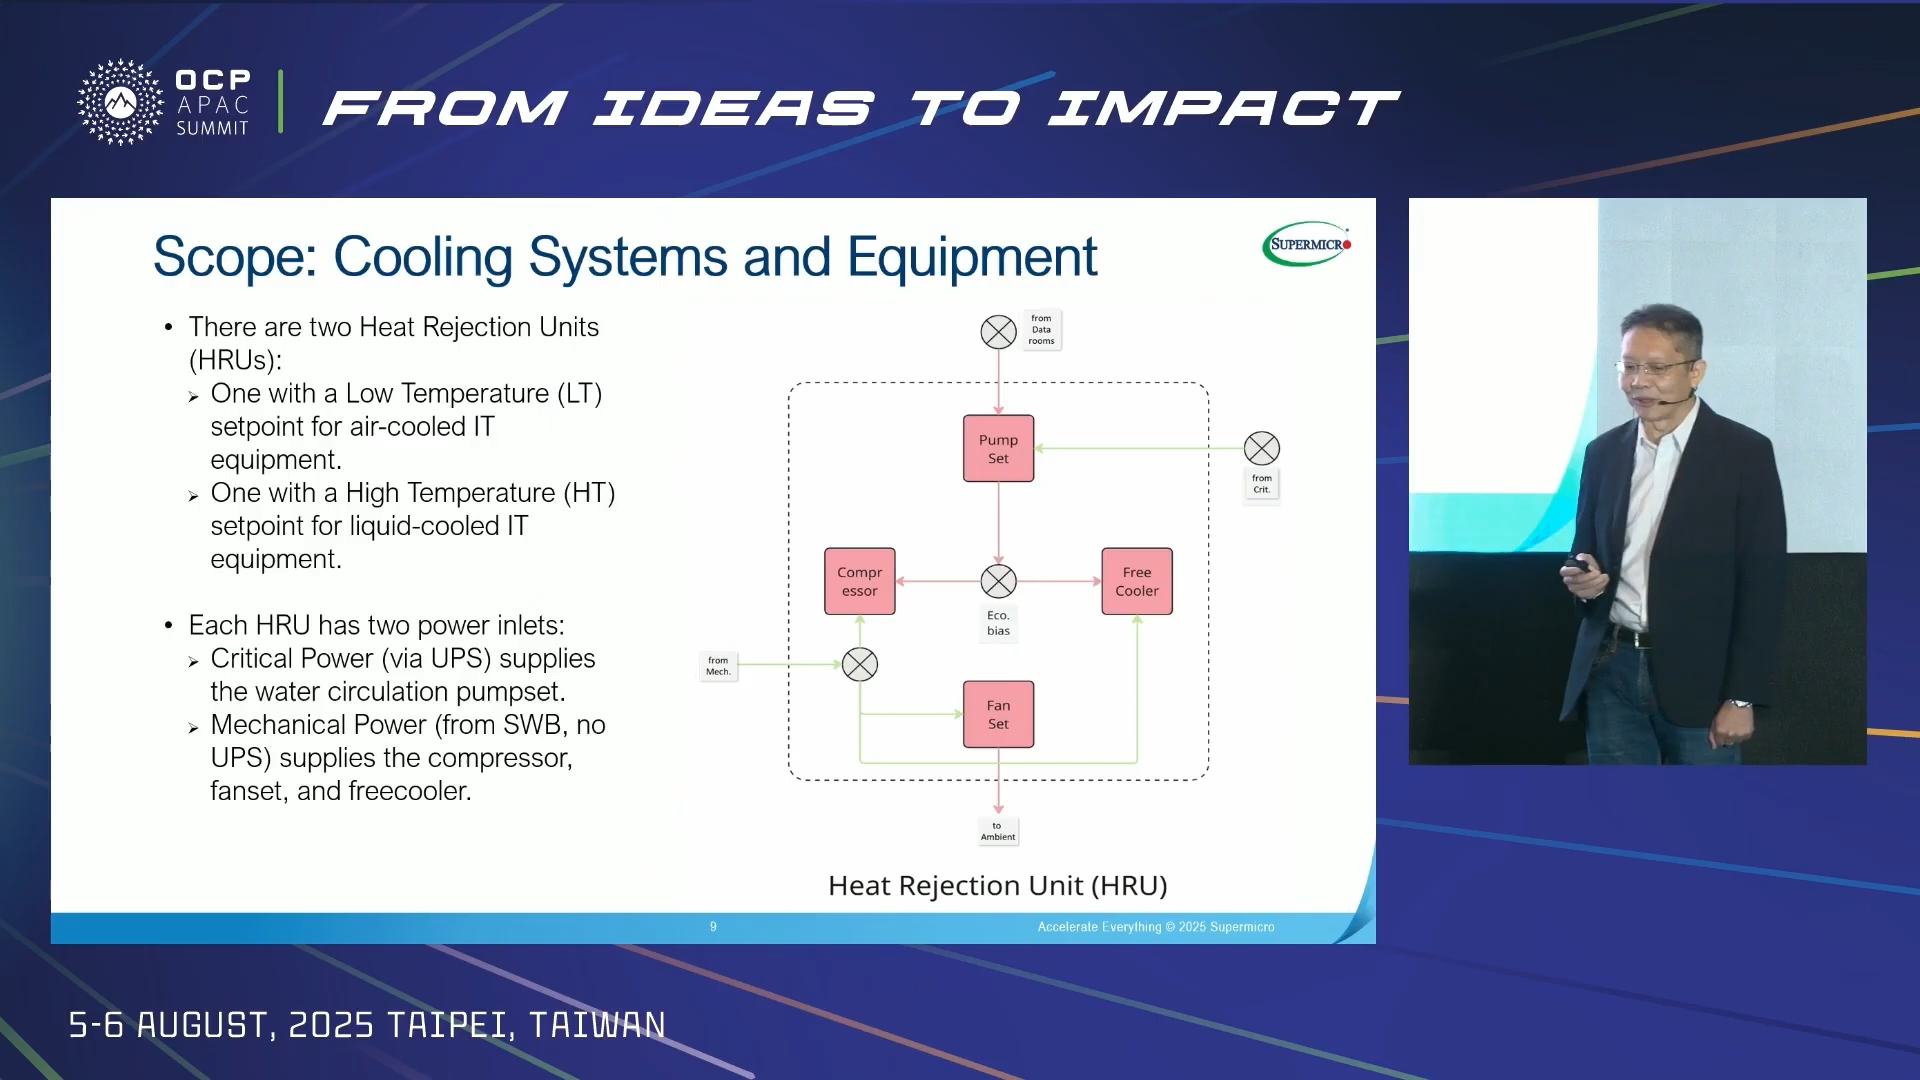 OCP
APAC
SUMMIT
FROM IDEAS TO IMPACT
Scope: Cooling Systems and Equipment
SUPERMICRO
• There are two Heat Rejection Units
(HRUs):
➢ One with a Low Temperature (LT)
setpoint for air-cooled IT
equipment.
➢ One with a High Temperature (HT)
setpoint for liquid-cooled IT
equipment.
• Each HRU has two power inlets:
➢ Critical Power (via UPS) supplies
the water circulation pumpset.
➢ Mechanical Power (from SWB, no
UPS) supplies the compressor,
fanset, and freecooler.
from
Data
rooms
Pump
Set
from
Crit.
Compr
essor
Eco.
bias
Free
Cooler
from
Mech.
Fan
Set
to
Ambient
Heat Rejection Unit (HRU)
9
Accelerate Everything © 2025 Supermicro
5-6 AUGUST, 2025 TAIPEI, TAIWAN